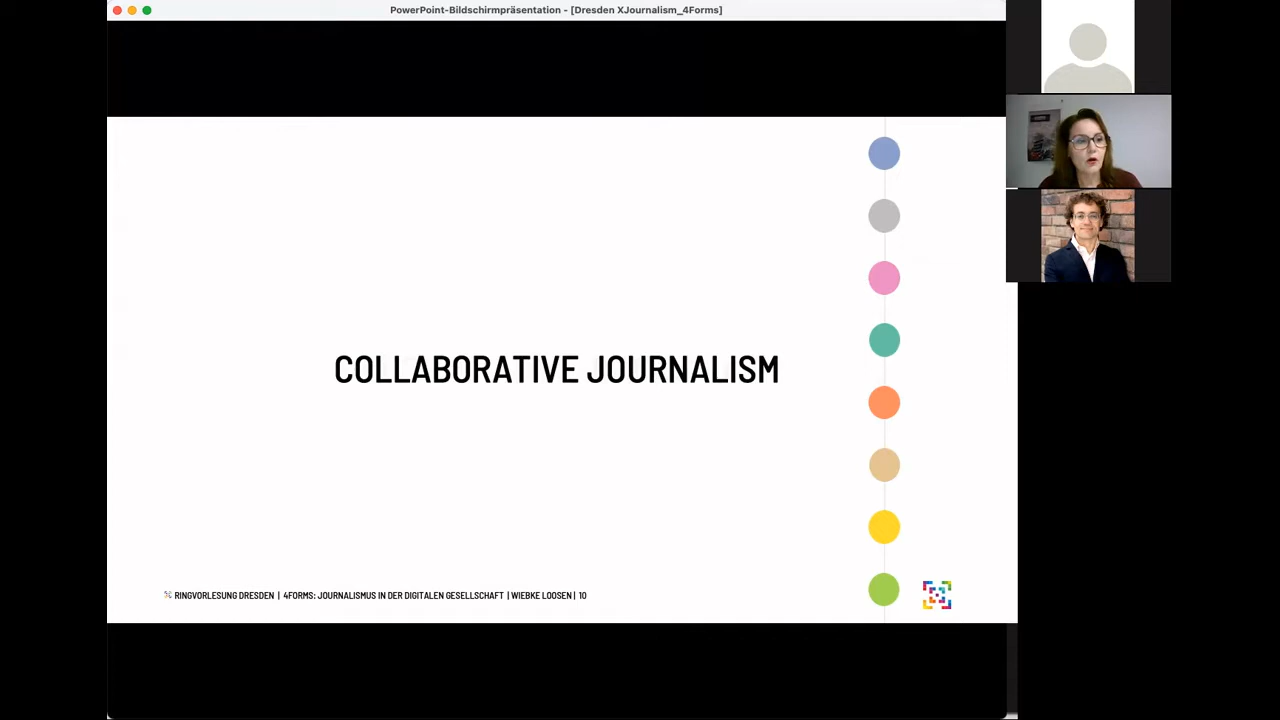 PowerPoint-Bildschirmpräsentation - [Dresden XJournalism_4Forms]
COLLABORATIVE JOURNALISM
RINGVORLESUNG DRESDEN | 4FORMS: JOURNALISMUS IN DER DIGITALEN GESELLSCHAFT | WIEBKE LOOSEN | 10